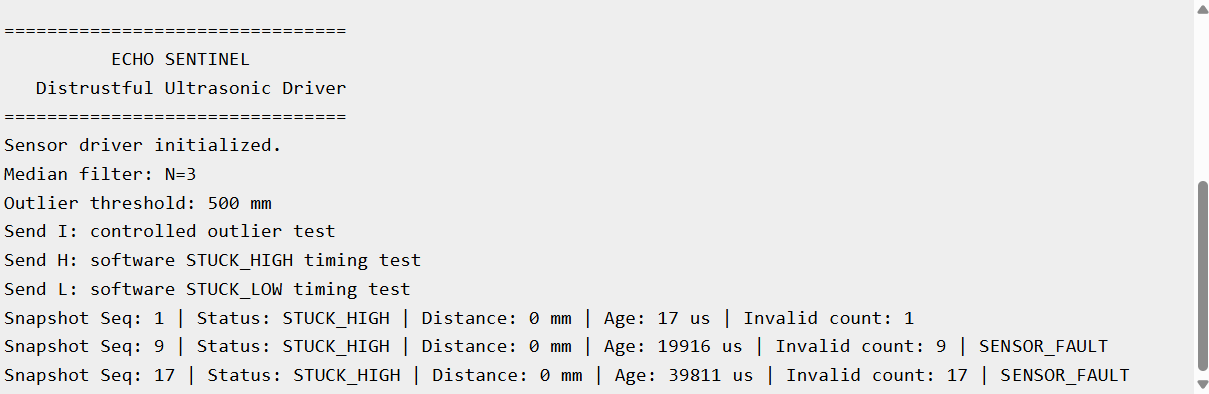 ================================
ECHO SENTINEL
Distrustful Ultrasonic Driver
================================
Sensor driver initialized.
Median filter: N=3
Outlier threshold: 500 mm
Send I: controlled outlier test
Send H: software STUCK_HIGH timing test
Send L: software STUCK_LOW timing test
Snapshot Seq: 1 | Status: STUCK_HIGH | Distance: 0 mm | Age: 17 us | Invalid count: 1
Snapshot Seq: 9 | Status: STUCK_HIGH | Distance: 0 mm | Age: 19916 us | Invalid count: 9 | SENSOR_FAULT
Snapshot Seq: 17 | Status: STUCK_HIGH | Distance: 0 mm | Age: 39811 us | Invalid count: 17 | SENSOR_FAULT